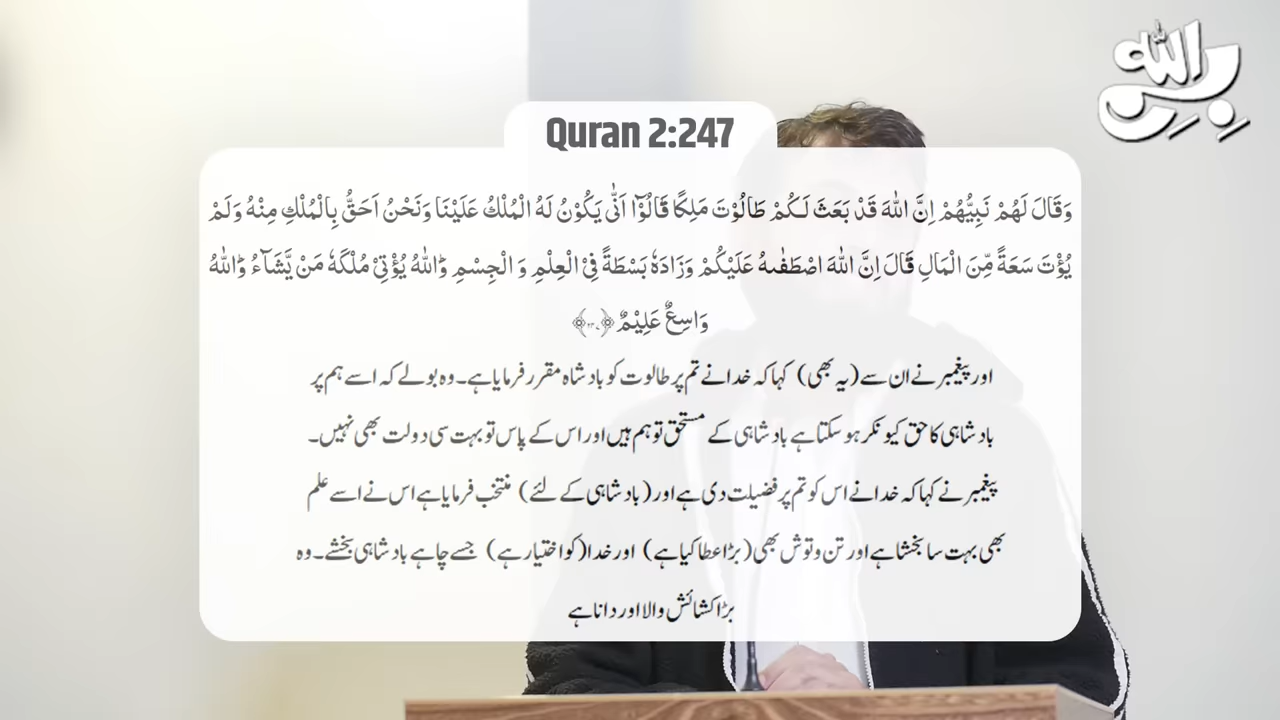 بسم الله
Quran 2:247
وَقَالَ لَهُمْ نَبِيُّهُمْ اِنَّ اللّٰهَ قَدْ بَعَثَ لَـکُمْ طَالُوْتَ مَلِکًا قَالُوْٓا اَنّٰی يَكُوْنُ لَهُ الْمُلْكُ عَلَيْنَا وَنَحْنُ اَحَقُّ بِالْمُلْكِ مِنْهُ وَلَمْ
يُؤْتَ سَعَةً مِّنَ الْمَالِ قَالَ اِنَّ اللّٰهَ اصْطَفٰٮهُ عَلَيْکُمْ وَزَادَهٗ بَسْطَةً فِیْ الْعِلْمِ وَ الْجِسْمِ وَاللّٰهُ يُؤْتِیْ مُلْکَهٗ مَنْ يَّشَآءُ وَاللّٰهُ
وَاسِعٌ عَلِيْمٌ
اور پیغمبر نے ان سے (یہ بھی) کہا کہ خدا نے تم پر طالوت کو بادشاہ مقرر فرمایا ہے۔ وہ بولے کہ اسے ہم پر
بادشاہی کا حق کیونکر ہوسکتا ہے بادشاہی کے مستحق تو ہم ہیں اور اس کے پاس تو بہت سی دولت بھی نہیں۔
پیغمبر نے کہا کہ خدا نے اس کو تم پر فضیلت دی ہے اور (بادشاہی کے لئے) منتخب فرمایا ہے اس نے اسے علم
بھی بہت سا بخشا ہے اور تن و توش بھی (بڑا عطا کیا ہے) اور خدا (کو اختیار ہے) جسے چاہے بادشاہی بخشے۔ وہ
بڑا کشائش والا اور دانا ہے